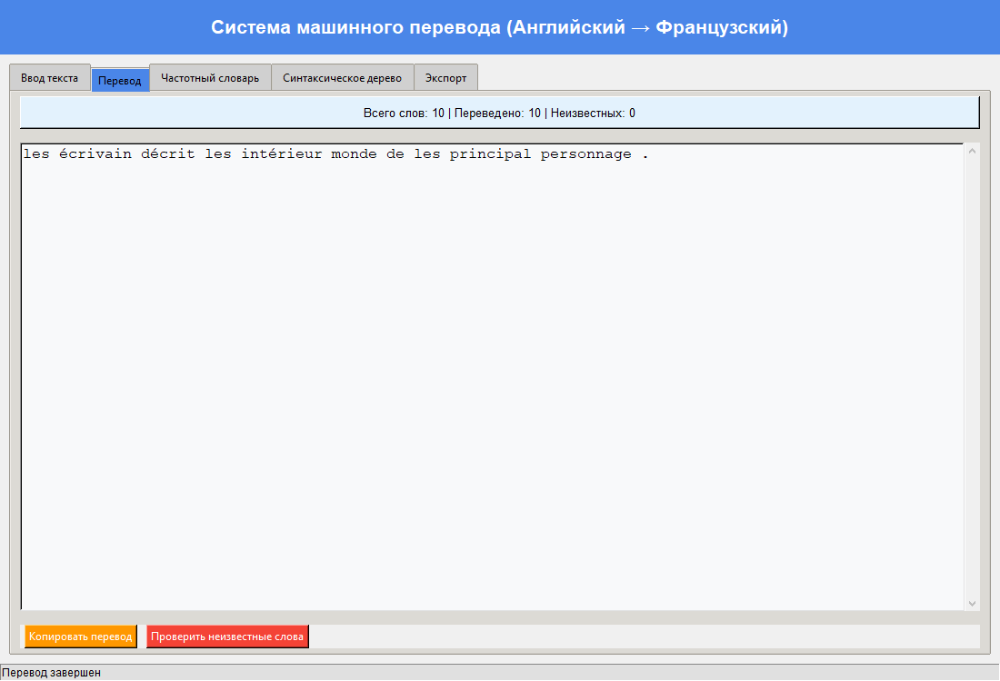 Система машинного перевода (Английский → Французский)
Ввод текста Перевод Частотный словарь Синтаксическое дерево Экспорт
Всего слов: 10 | Переведено: 10 | Неизвестных: 0
les écrivain décrit les intérieur monde de les principal personnage .
Копировать перевод Проверить неизвестные слова
Перевод завершен